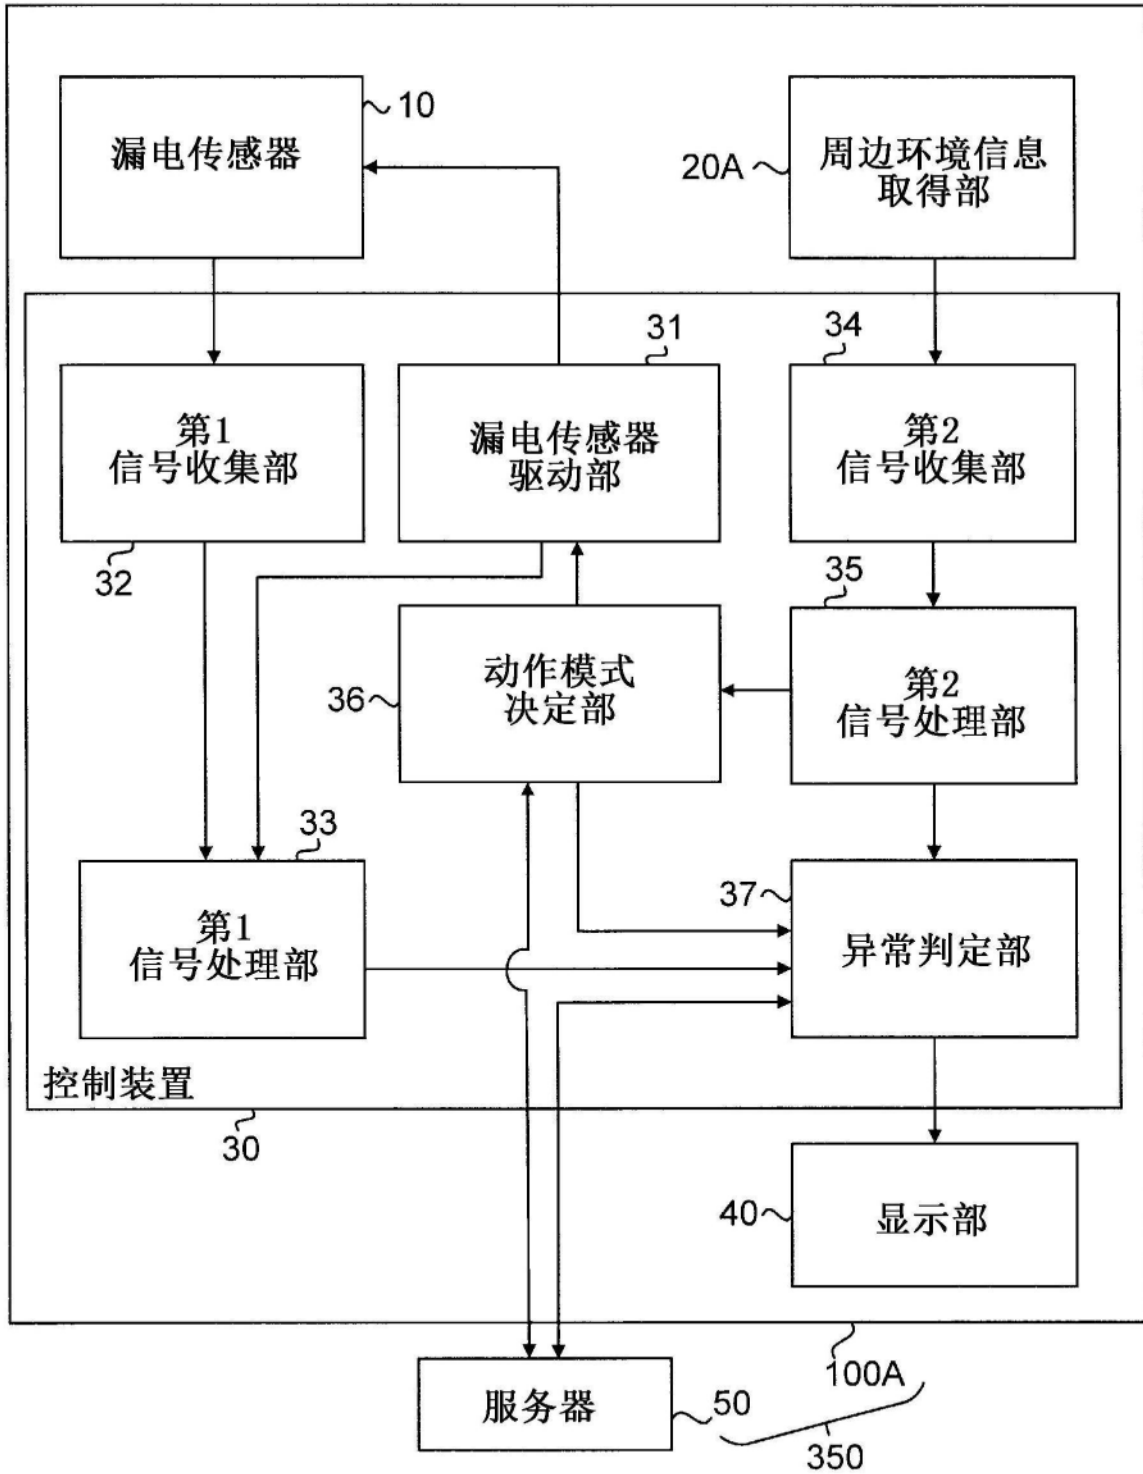 10
漏电传感器
20A
周边环境信息
取得部
31
34
第1
信号收集部
漏电传感器
驱动部
第2
信号收集部
32
35
36
动作模式
决定部
第2
信号处理部
33
37
第1
信号处理部
异常判定部
控制装置
30
40
显示部
100A
服务器
50
350